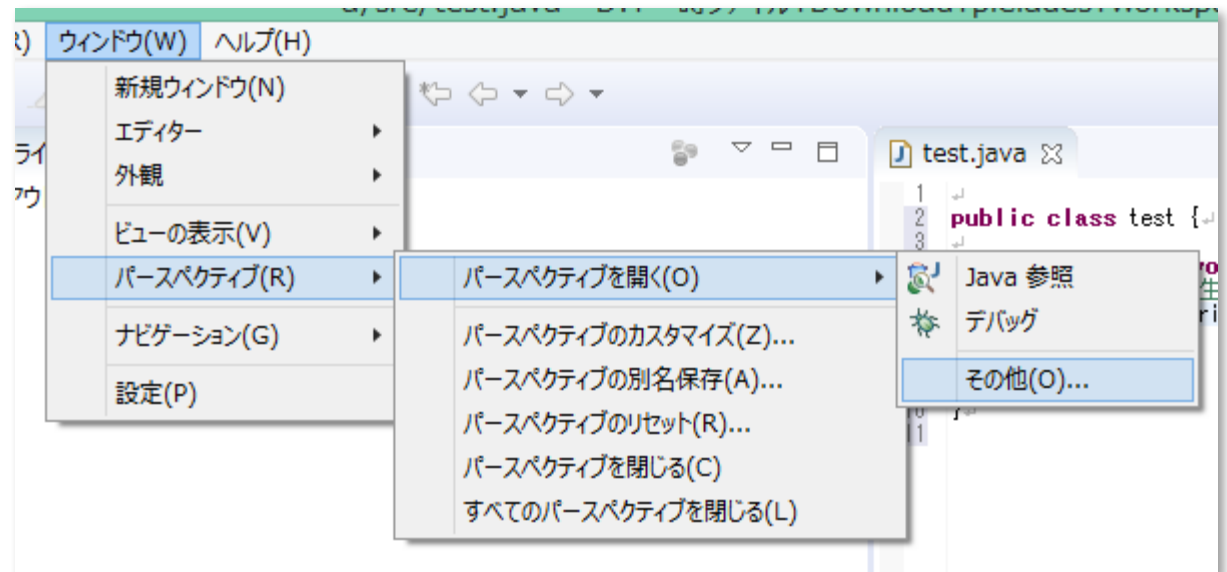 ウィンドウ(W) ヘルプ(H)
新規ウィンドウ(N)
エディター
外観
ビューの表示(V)
パースペクティブ(R)
ナビゲーション(G)
設定(P)
パースペクティブを開く(O)
パースペクティブのカスタマイズ(Z)...
パースペクティブの別名保存(A)...
パースペクティブのリセット(R)...
パースペクティブを閉じる(C)
すべてのパースペクティブを閉じる(L)
Java 参照
デバッグ
その他(O)...
test.java
1
2 public class test {
3
11